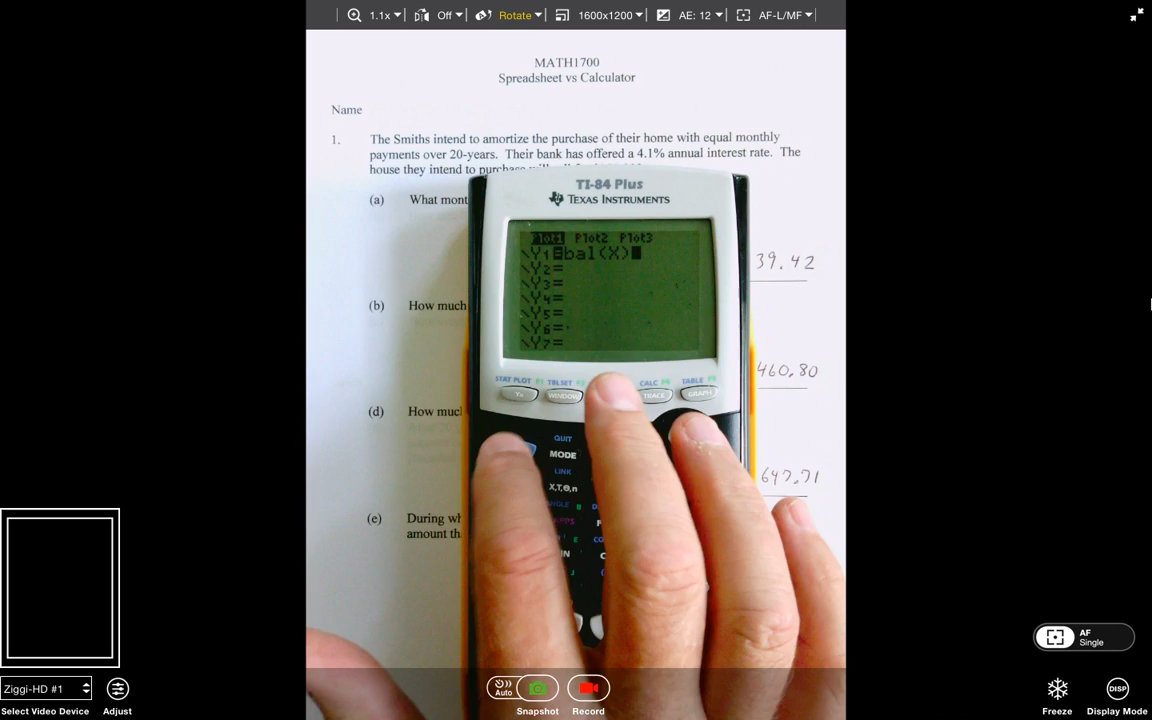 1.1x Off Rotate 1600x1200 AE: 12 AF-L/MF
MATH1700
Spreadsheet vs Calculator
Name
1. The Smiths intend to amortize the purchase of their home with equal monthly
payments over 20-years. Their bank has offered a 4.1% annual interest rate. The
house they intend to purchase
(a) What mont
TI-84 Plus
TEXAS INSTRUMENTS
Plot1 Plot2 Plot3
\Y1=bal(X)
\Y2=
\Y3=
\Y4=
\Y5=
\Y6=
\Y7=
39.42
(b) How much
460.80
STAT PLOT F1 TBLSET F2 CALC F4 TABLE F5
Y= WINDOW TRACE GRAPH
(d) How much
QUIT
MODE
LINK
X,T,θ,n
647.71
(e) During wh
amount th
AF
Single
Ziggi-HD #1
Select Video Device
Adjust
Auto
Snapshot
Record
Freeze
DISP
Display Mode